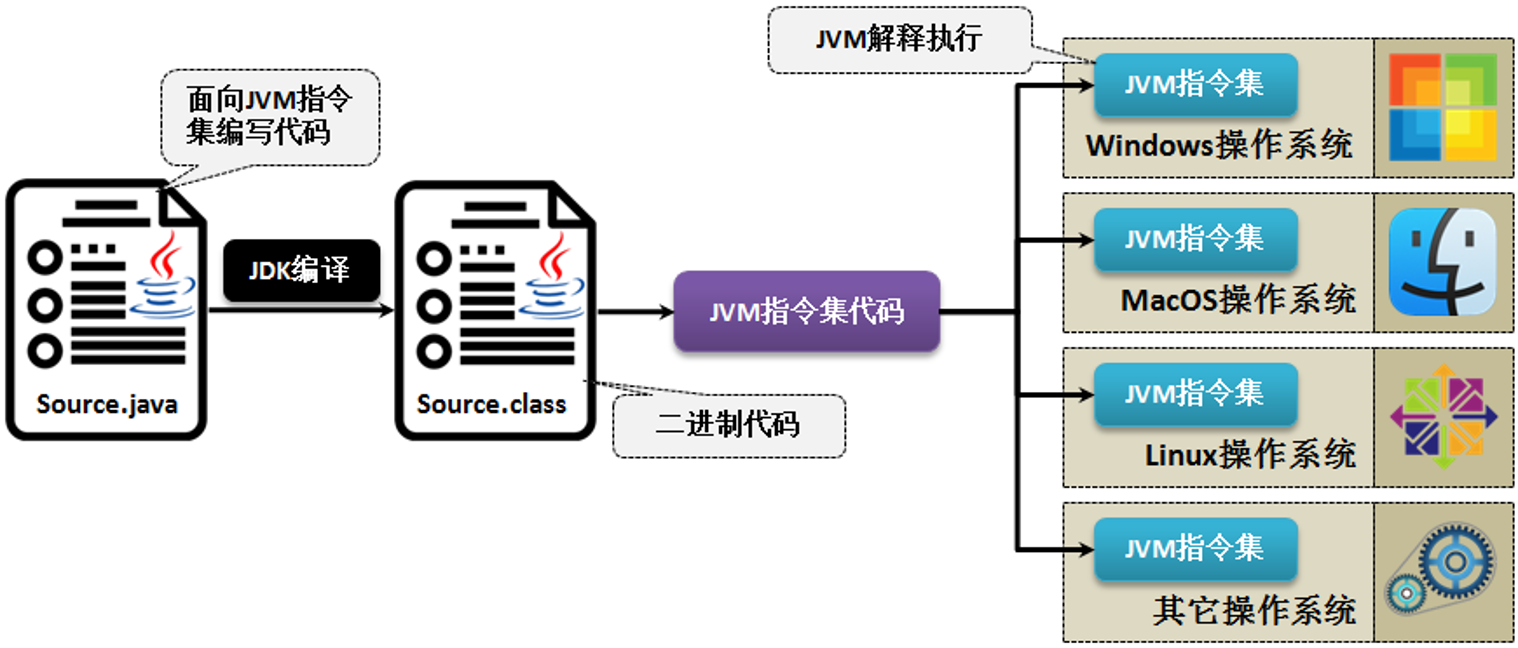 面向JVM指令
集编写代码
Source.java
JDK编译
Source.class
二进制代码
JVM指令集代码
JVM解释执行
JVM指令集
Windows操作系统
JVM指令集
MacOS操作系统
JVM指令集
Linux操作系统
JVM指令集
其它操作系统